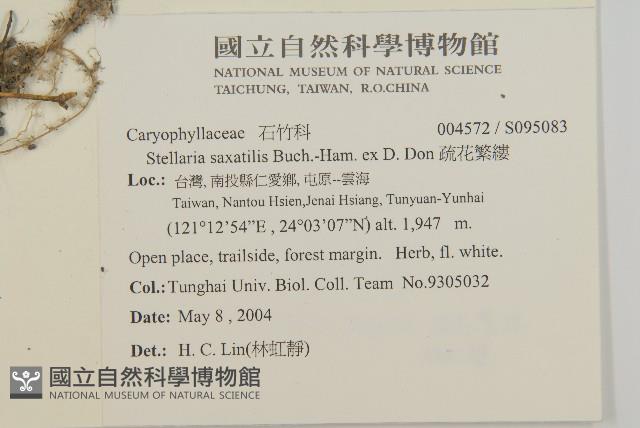 國立自然科學博物館
NATIONAL MUSEUM OF NATURAL SCIENCE
TAICHUNG, TAIWAN, R.O.CHINA
Caryophyllaceae 石竹科 004572 / S095083
Stellaria saxatilis Buch.-Ham. ex D. Don 疏花繁縷
Loc.: 台灣, 南投縣仁愛鄉, 屯原--雲海
Taiwan, Nantou Hsien,Jenai Hsiang, Tunyuan-Yunhai
(121°12’54”E , 24°03’07”N) alt. 1,947 m.
Open place, trailside, forest margin. Herb, fl. white.
Col.: Tunghai Univ. Biol. Coll. Team No.9305032
Date: May 8 , 2004
Det.: H. C. Lin(林虹靜)
國立自然科學博物館
NATIONAL MUSEUM OF NATURAL SCIENCE